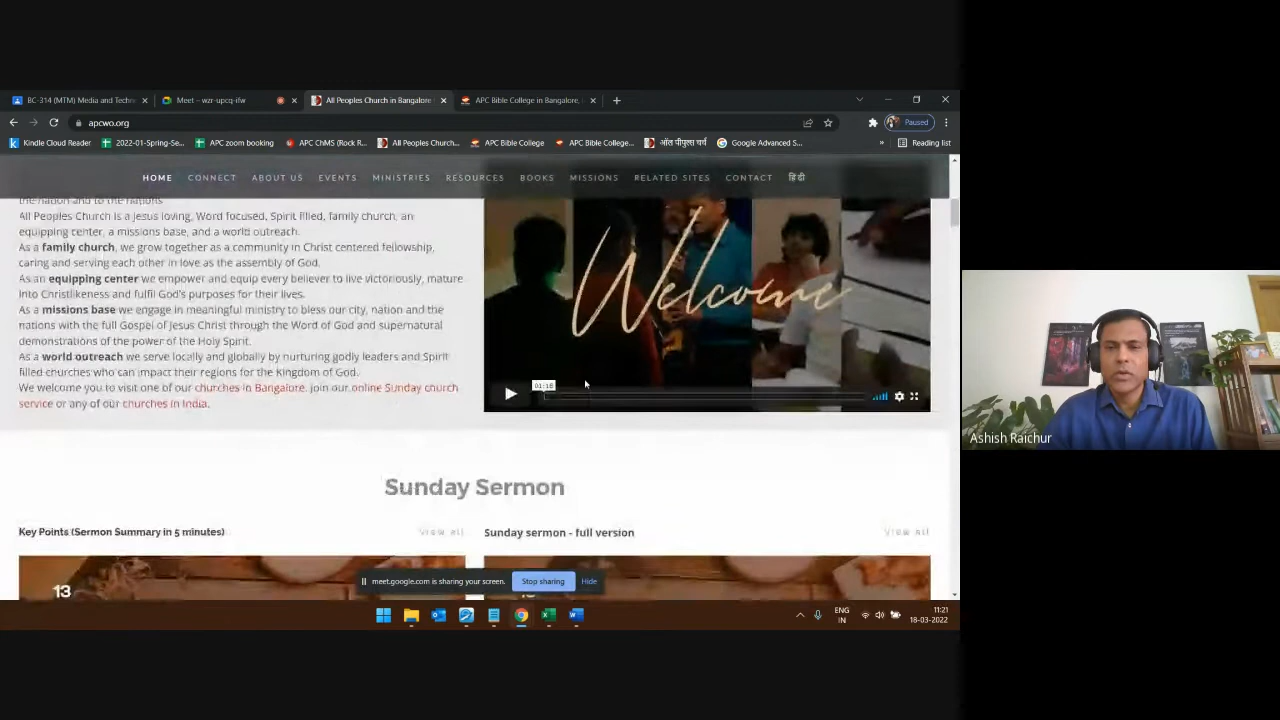 BC-314 (MTM) Media and Techn
Meet – wzr-upcq-ifw
All Peoples Church in Bangalore
APC Bible College in Bangalore,
apcwo.org
Paused
Kindle Cloud Reader
2022-01-Spring-Se...
APC zoom booking
APC ChMS (Rock R...
All Peoples Church...
APC Bible College
APC Bible College...
ऑल पीपुल्स चर्च
Google Advanced S...
»
Reading list
HOME CONNECT ABOUT US EVENTS MINISTRIES RESOURCES BOOKS MISSIONS RELATED SITES CONTACT हिंदी
the nation and to the nations
All Peoples Church is a Jesus loving, Word focused, Spirit filled, family church, an
equipping center, a missions base, and a world outreach.
As a family church, we grow together as a community in Christ centered fellowship,
caring and serving each other in love as the assembly of God.
As an equipping center we empower and equip every believer to live victoriously, mature
into Christlikeness and fulfil God's purposes for their lives.
As a missions base we engage in meaningful ministry to bless our city, nation and the
nations with the full Gospel of Jesus Christ through the Word of God and supernatural
demonstrations of the power of the Holy Spirit.
As a world outreach we serve locally and globally by nurturing godly leaders and Spirit
filled churches who can impact their regions for the Kingdom of God.
We welcome you to visit one of our churches in Bangalore, join our online Sunday church
service or any of our churches in India.
Welcome
01:16
Sunday Sermon
Key Points (Sermon Summary in 5 minutes)
VIEW ALL
Sunday sermon - full version
VIEW ALL
13
meet.google.com is sharing your screen.
Stop sharing
Hide
ENG
IN
11:21
18-03-2022
Ashish Raichur